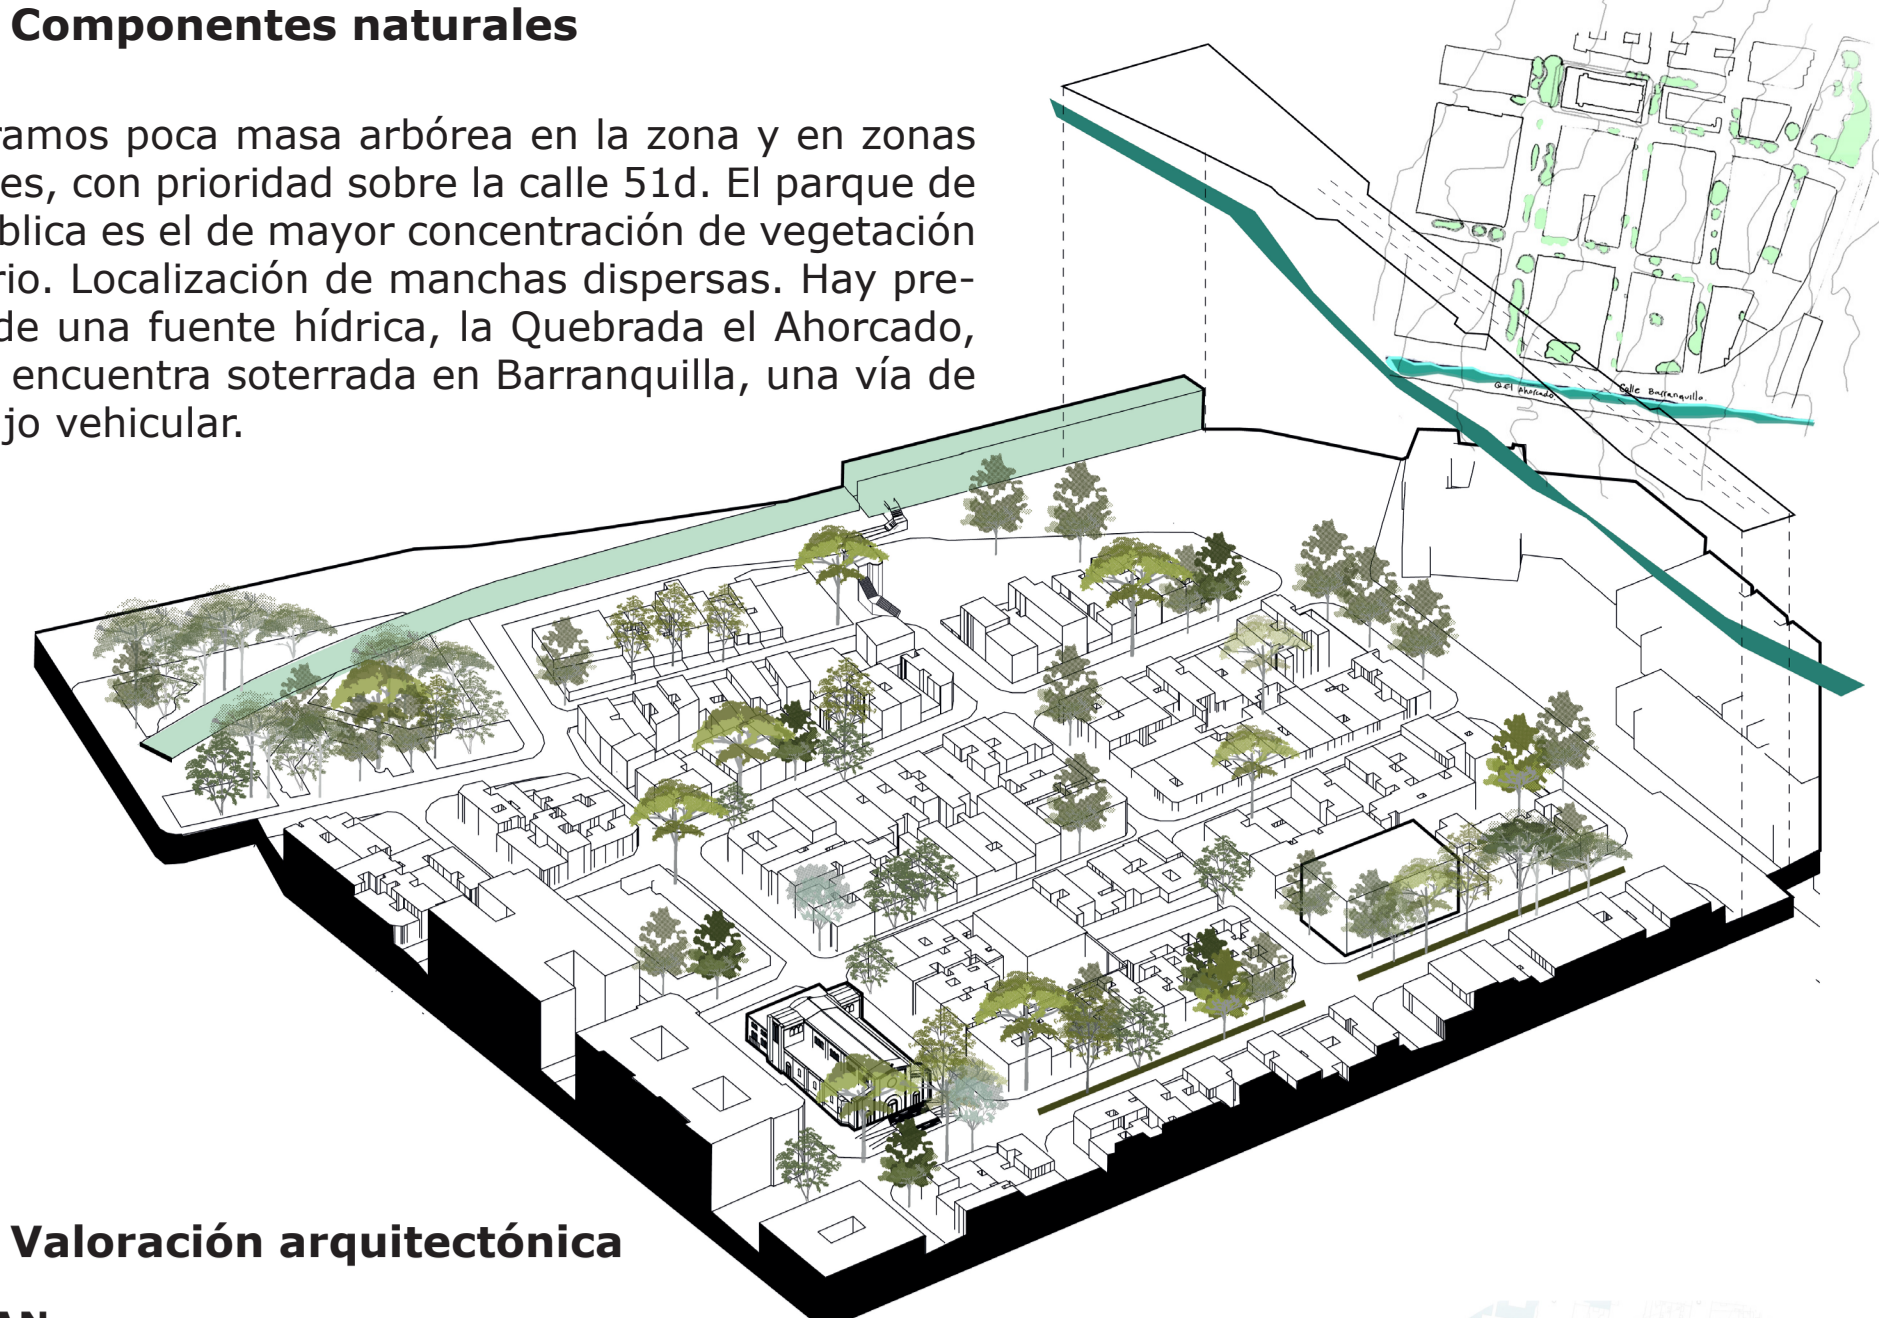 Componentes naturales
ramos poca masa arbórea en la zona y en zonas
es, con prioridad sobre la calle 51d. El parque de
blica es el de mayor concentración de vegetación
rio. Localización de manchas dispersas. Hay pre-
de una fuente hídrica, la Quebrada el Ahorcado,
encuentra soterrada en Barranquilla, una vía de
jo vehicular.
Q. El Ahorcado.
Calle Barranquilla.
Valoración arquitectónica
AN